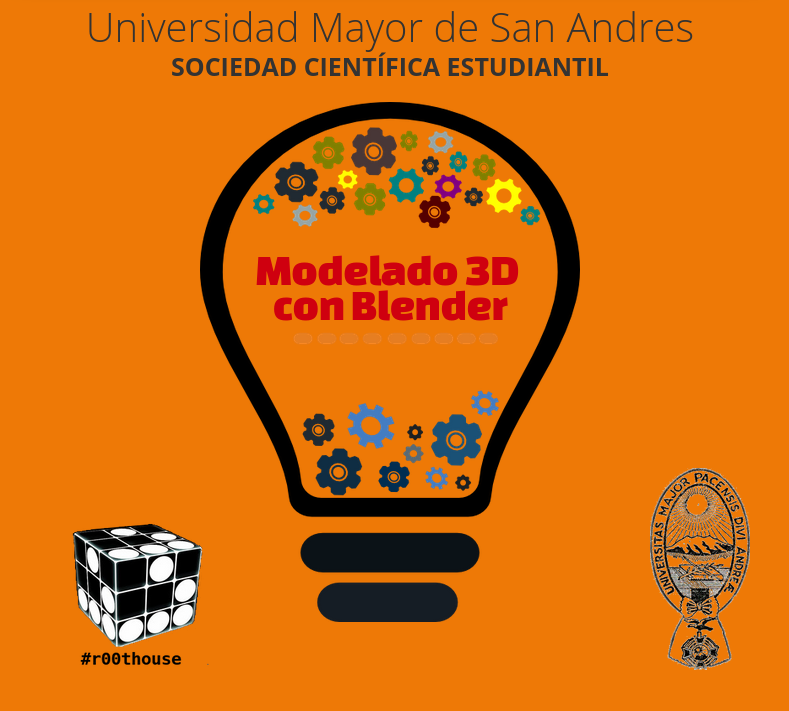 Universidad Mayor de San Andres
SOCIEDAD CIENTÍFICA ESTUDIANTIL
Modelado 3D
con Blender
#r00thouse
UNIVERSITAS MAJOR PACENSIS DIVI ANDREÆ